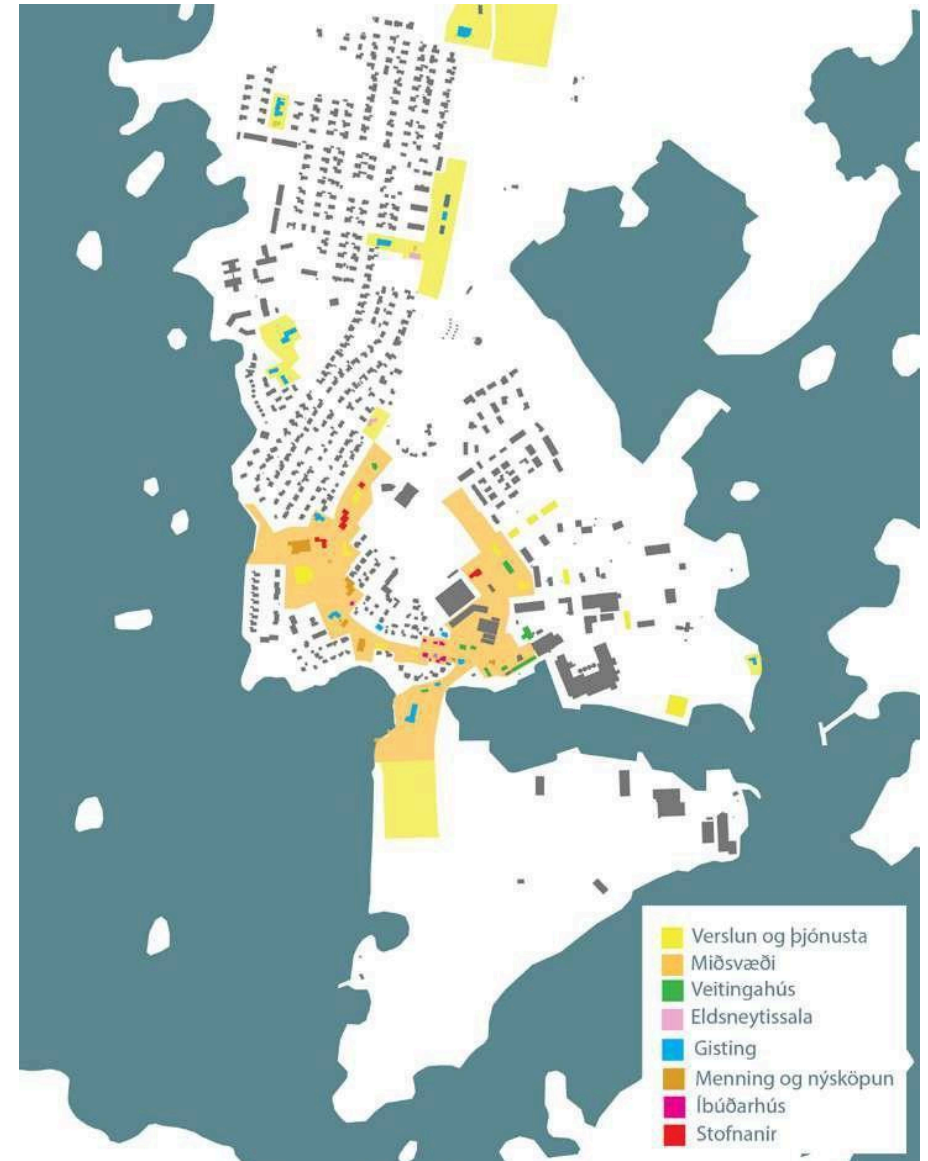 Verslun og þjónusta
Miðsvæði
Veitingahús
Eldsneytissala
Gisting
Menning og nýsköpun
Íbúðarhús
Stofnanir